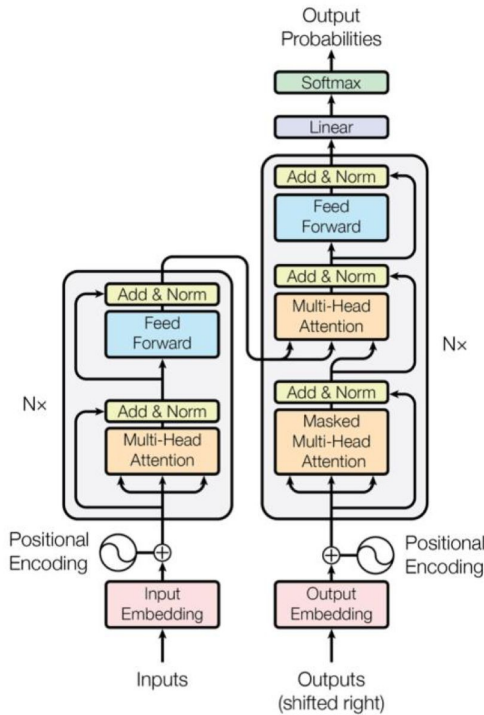 Output
Probabilities
Softmax
Linear
Add & Norm
Feed
Forward
Add & Norm
Multi-Head
Attention
Add & Norm
Masked
Multi-Head
Attention
N×
Add & Norm
Feed
Forward
Add & Norm
Multi-Head
Attention
N×
Positional
Encoding
Input
Embedding
Inputs
Positional
Encoding
Output
Embedding
Outputs
(shifted right)